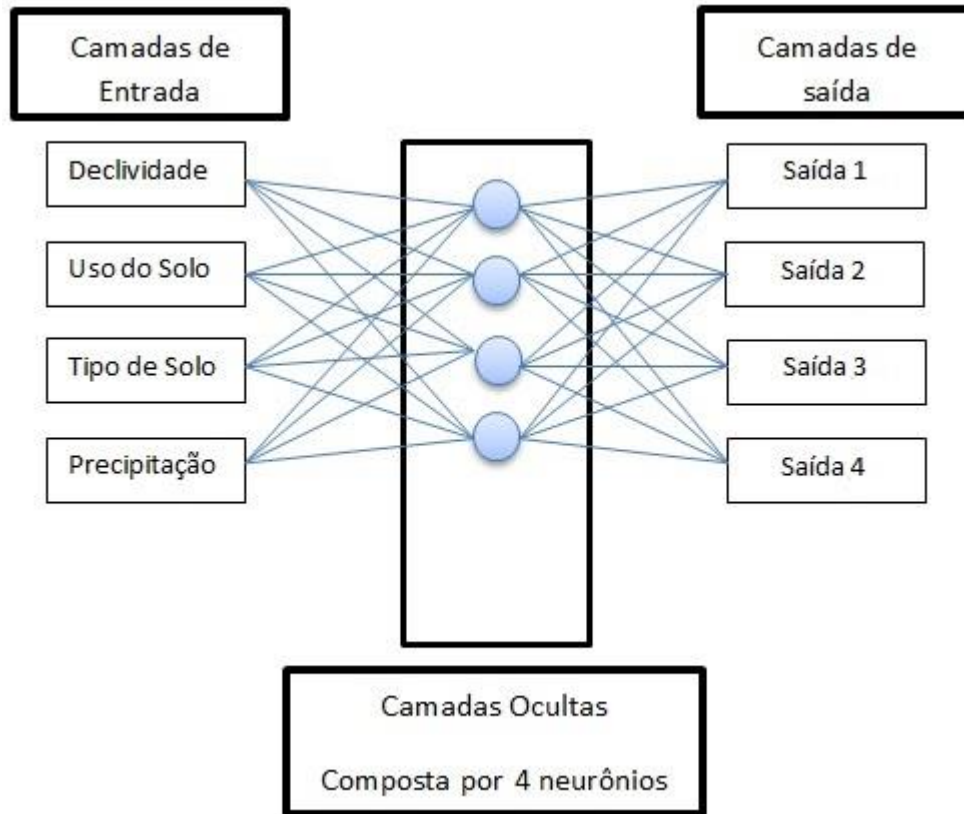 Camadas de
Entrada
Camadas de
saída
Declividade
Uso do Solo
Tipo de Solo
Precipitação
Saída 1
Saída 2
Saída 3
Saída 4
Camadas Ocultas
Composta por 4 neurônios